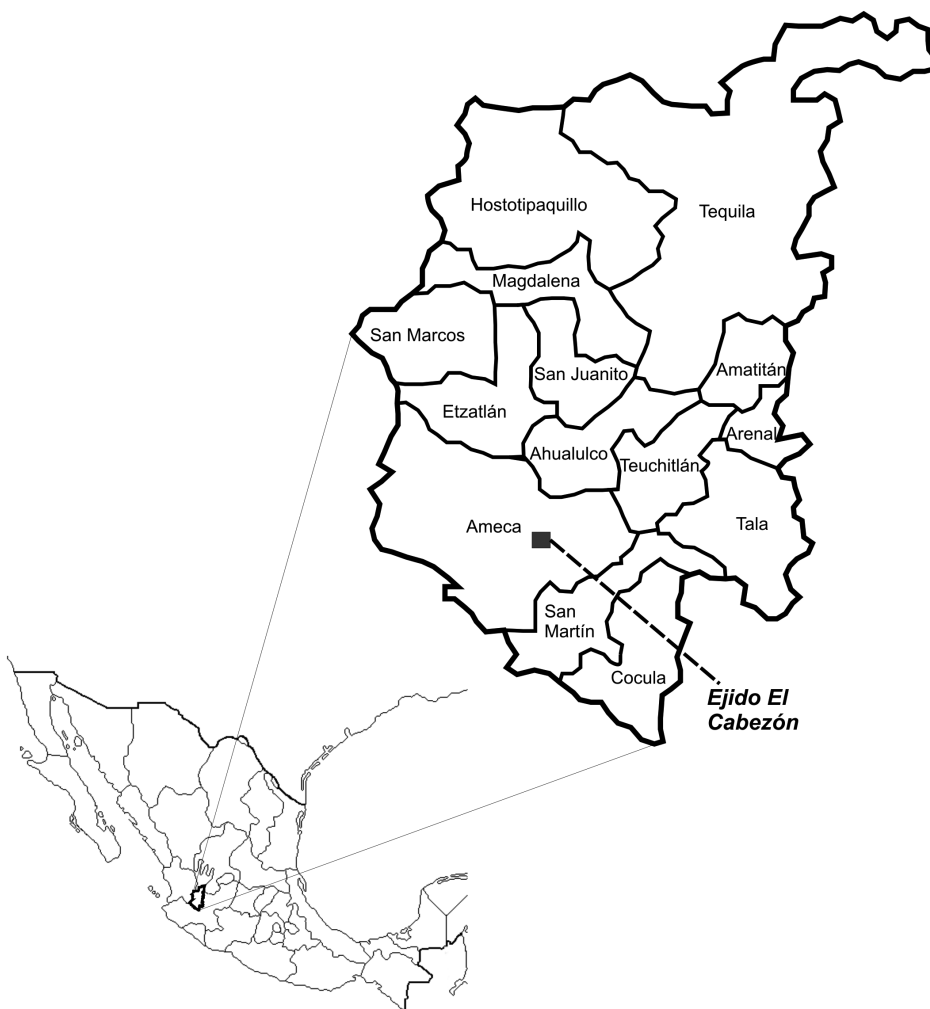 Hostotipaquillo
Tequila
Magdalena
San Marcos
San Juanito
Amatitán
Etzatlán
Arenal
Ahualulco
Teuchitlán
Ameca
Tala
San
Martín
Cocula
Ejido El
Cabezón